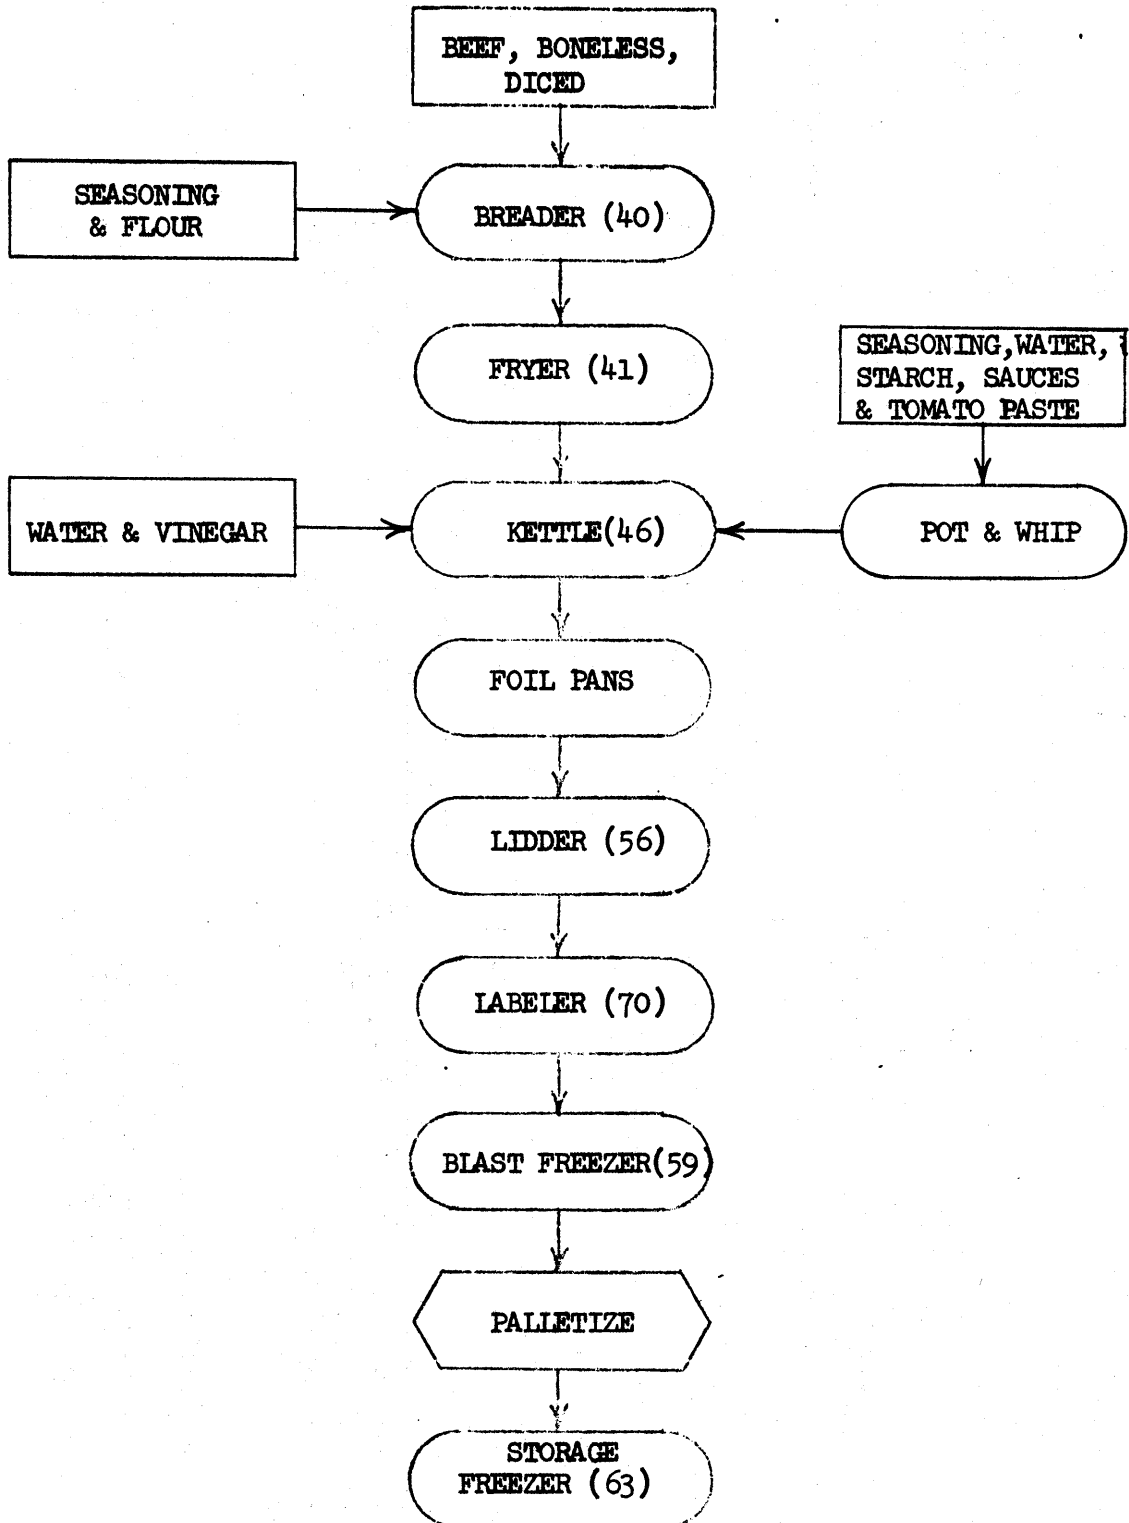 BEEF, BONELESS,
DICED
SEASONING
& FLOUR
BREADER (40)
FRYER (41)
SEASONING,WATER,
STARCH, SAUCES
& TOMATO PASTE
WATER & VINEGAR
KETTLE(46)
POT & WHIP
FOIL PANS
LIDDER (56)
LABELER (70)
BLAST FREEZER(59)
PALLETIZE
STORAGE
FREEZER (63)